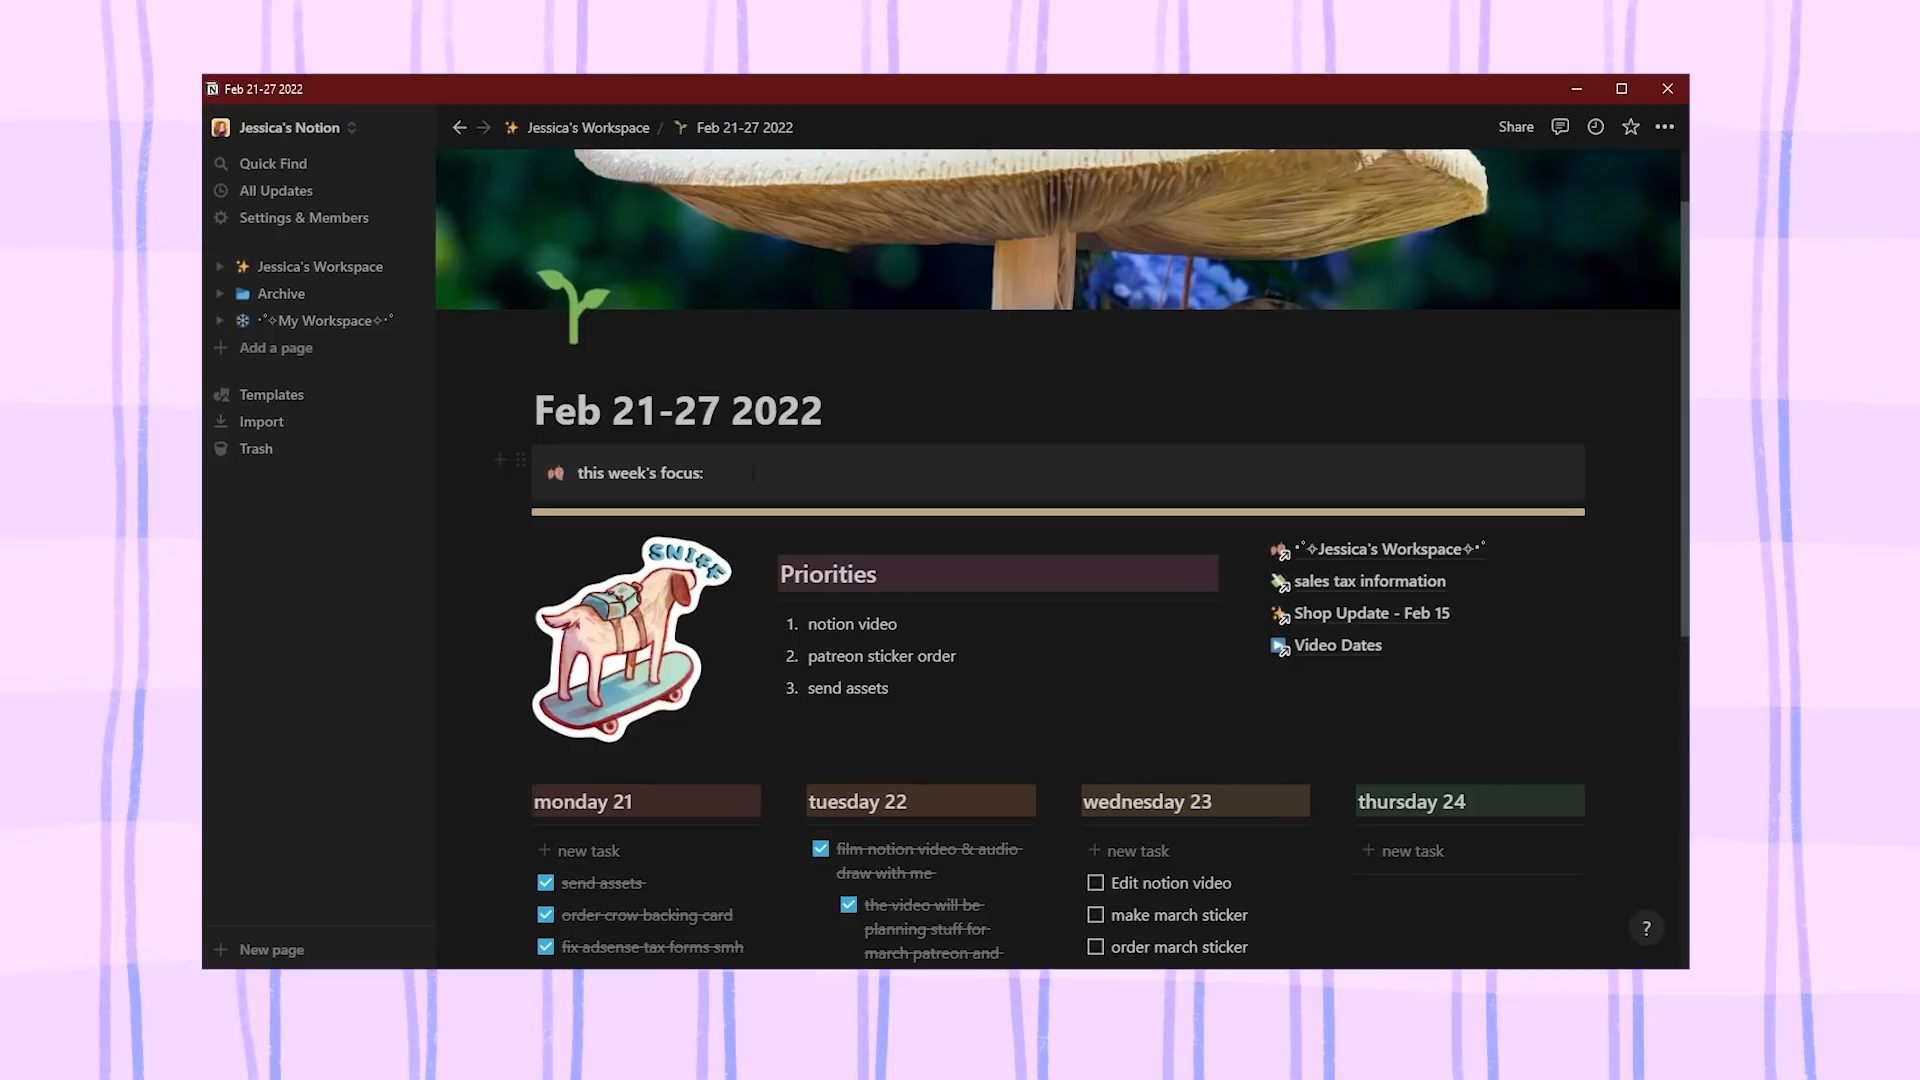 Feb 21-27 2022
Jessica's Notion
Jessica's Workspace / Feb 21-27 2022
Share
Quick Find
All Updates
Settings & Members
Jessica's Workspace
Archive
･ﾟ✧My Workspace✧･ﾟ
Add a page
Templates
Import
Trash
New page
Feb 21-27 2022
this week's focus:
SNIFF
Priorities
1. notion video
2. patreon sticker order
3. send assets
･ﾟ✧Jessica's Workspace✧･ﾟ
sales tax information
Shop Update - Feb 15
Video Dates
monday 21
+ new task
send assets
order crow backing card
fix adsense tax forms smh
tuesday 22
film notion video & audio
draw with me
the video will be
planning stuff for
march patreon and
wednesday 23
+ new task
Edit notion video
make march sticker
order march sticker
thursday 24
+ new task
?